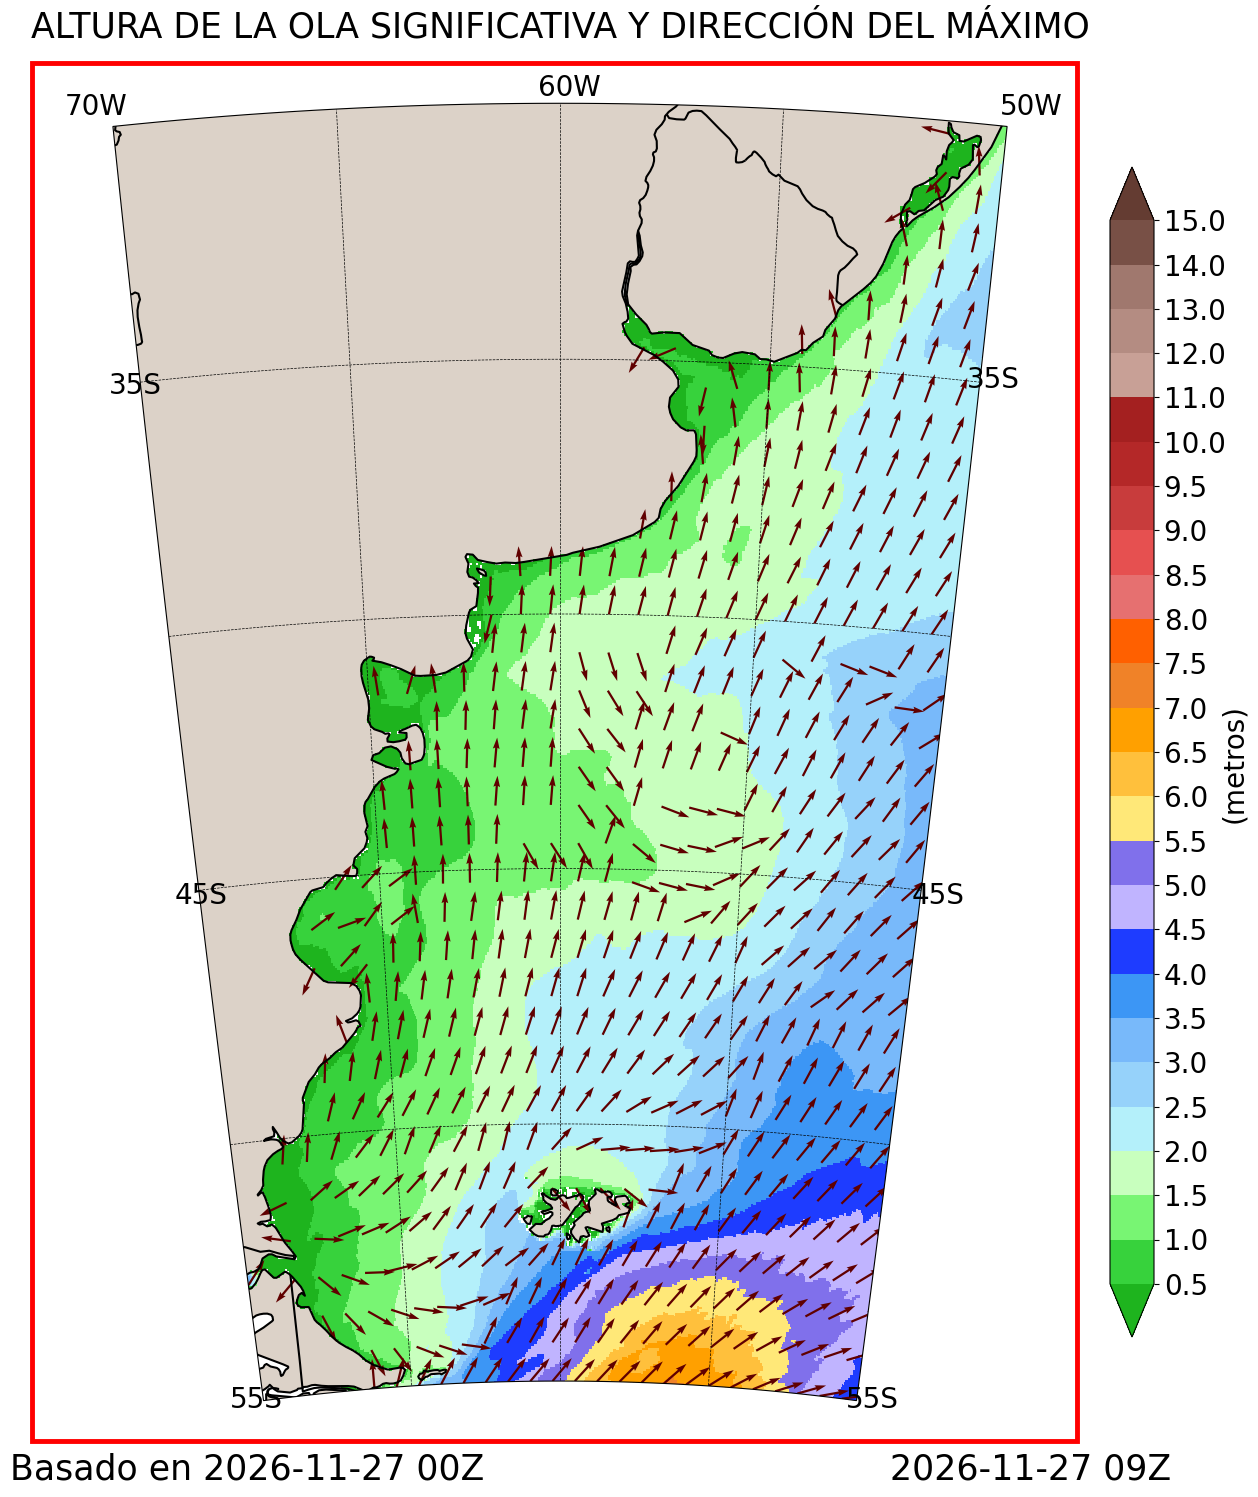 ALTURA DE LA OLA SIGNIFICATIVA Y DIRECCIÓN DEL MÁXIMO
70W
60W
50W
35S
35S
45S
45S
55S
55S
15.0
14.0
13.0
12.0
11.0
10.0
9.5
9.0
8.5
8.0
7.5
7.0
6.5
6.0
5.5
5.0
4.5
4.0
3.5
3.0
2.5
2.0
1.5
1.0
0.5
(metros)
Basado en 2026-11-27 00Z
2026-11-27 09Z